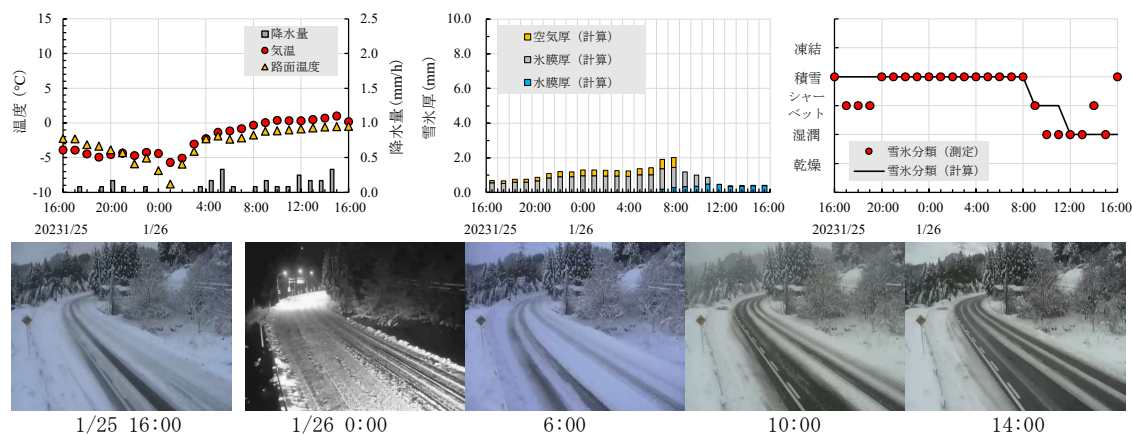 温度 (℃)
15
10
5
0
-5
-10
降水量
気温
路面温度
2.5
2.0
1.5
1.0
0.5
0.0
降水量 (mm/h)
16:00 20:00 0:00 4:00 8:00 12:00 16:00
20231/25 1/26
雪氷厚 (mm)
10.0
8.0
6.0
4.0
2.0
0.0
空気厚（計算）
氷膜厚（計算）
水膜厚（計算）
16:00 20:00 0:00 4:00 8:00 12:00 16:00
20231/25 1/26
凍結
積雪
シャー
ベット
湿潤
乾燥
雪氷分類（測定）
雪氷分類（計算）
16:00 20:00 0:00 4:00 8:00 12:00 16:00
20231/25 1/26
1/25 16:00
1/26 0:00
6:00
10:00
14:00